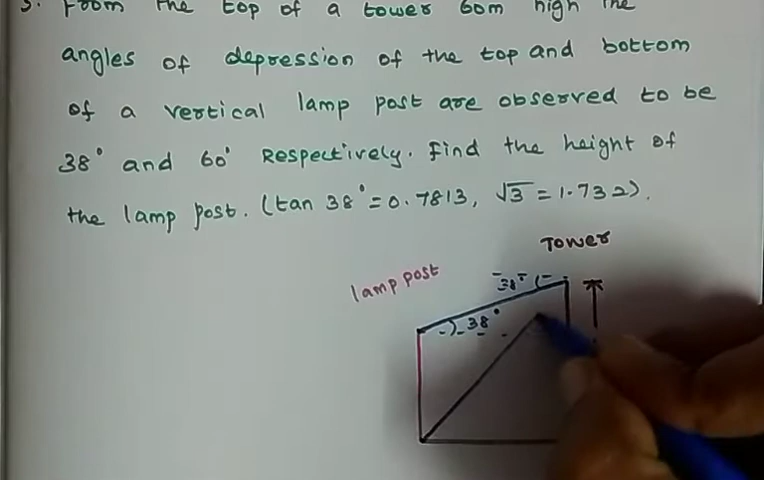 3. From the top of a tower 60m high the
angles of depression of the top and bottom
of a vertical lamp post are observed to be
38° and 60° Respectively. Find the height of
the lamp post. (tan 38° = 0.7813, √3 = 1.732).
Tower
lamp post
38°
38°